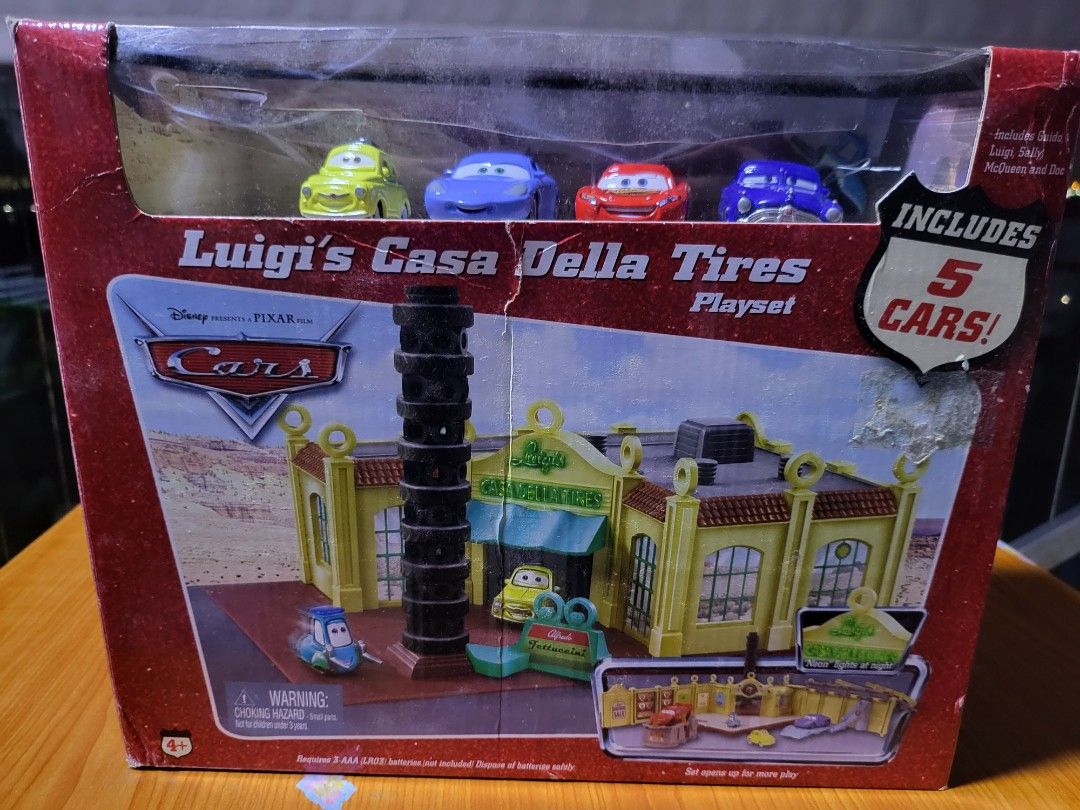 Includes Guido,
Luigi, Sally,
McQueen and Doc
INCLUDES
5
CARS!
Luigi's Casa Della Tires
Playset
Disney PRESENTS A PIXAR FILM
Cars
Luigi's
CASA DELLA TIRES
Alfredo
Fettuccini
Luigi's
"Neon" lights at night
WARNING:
CHOKING HAZARD - Small parts.
Not for children under 3 years.
4+
Requires 3-AAA (LR03) batteries (not included) Dispose of batteries safely
Set opens up for more play